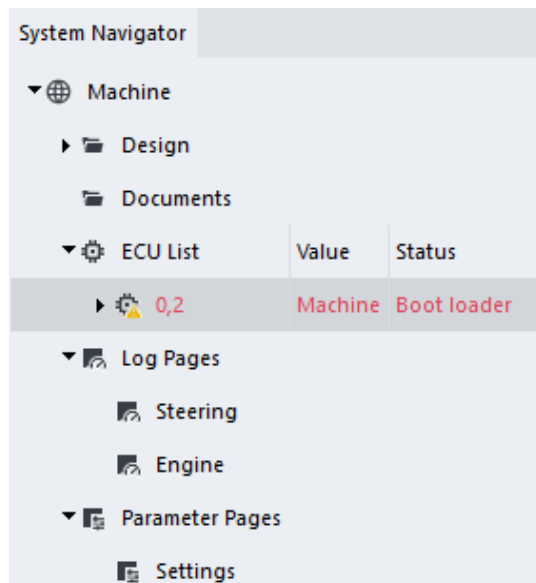 System Navigator
Machine
Design
Documents
ECU List Value Status
0,2 Machine Boot loader
Log Pages
Steering
Engine
Parameter Pages
Settings